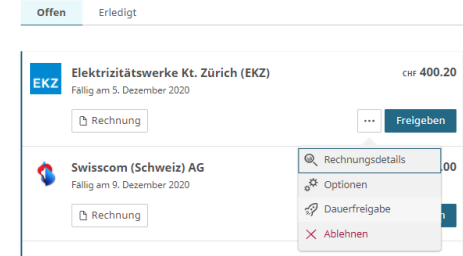 Offen Erledigt
EKZ
Elektrizitätswerke Kt. Zürich (EKZ) CHF 400.20
Fällig am 5. Dezember 2020
Rechnung ... Freigeben
Swisscom (Schweiz) AG .00
Fällig am 9. Dezember 2020
Rechnung
Rechnungsdetails
Optionen
Dauerfreigabe
Ablehnen